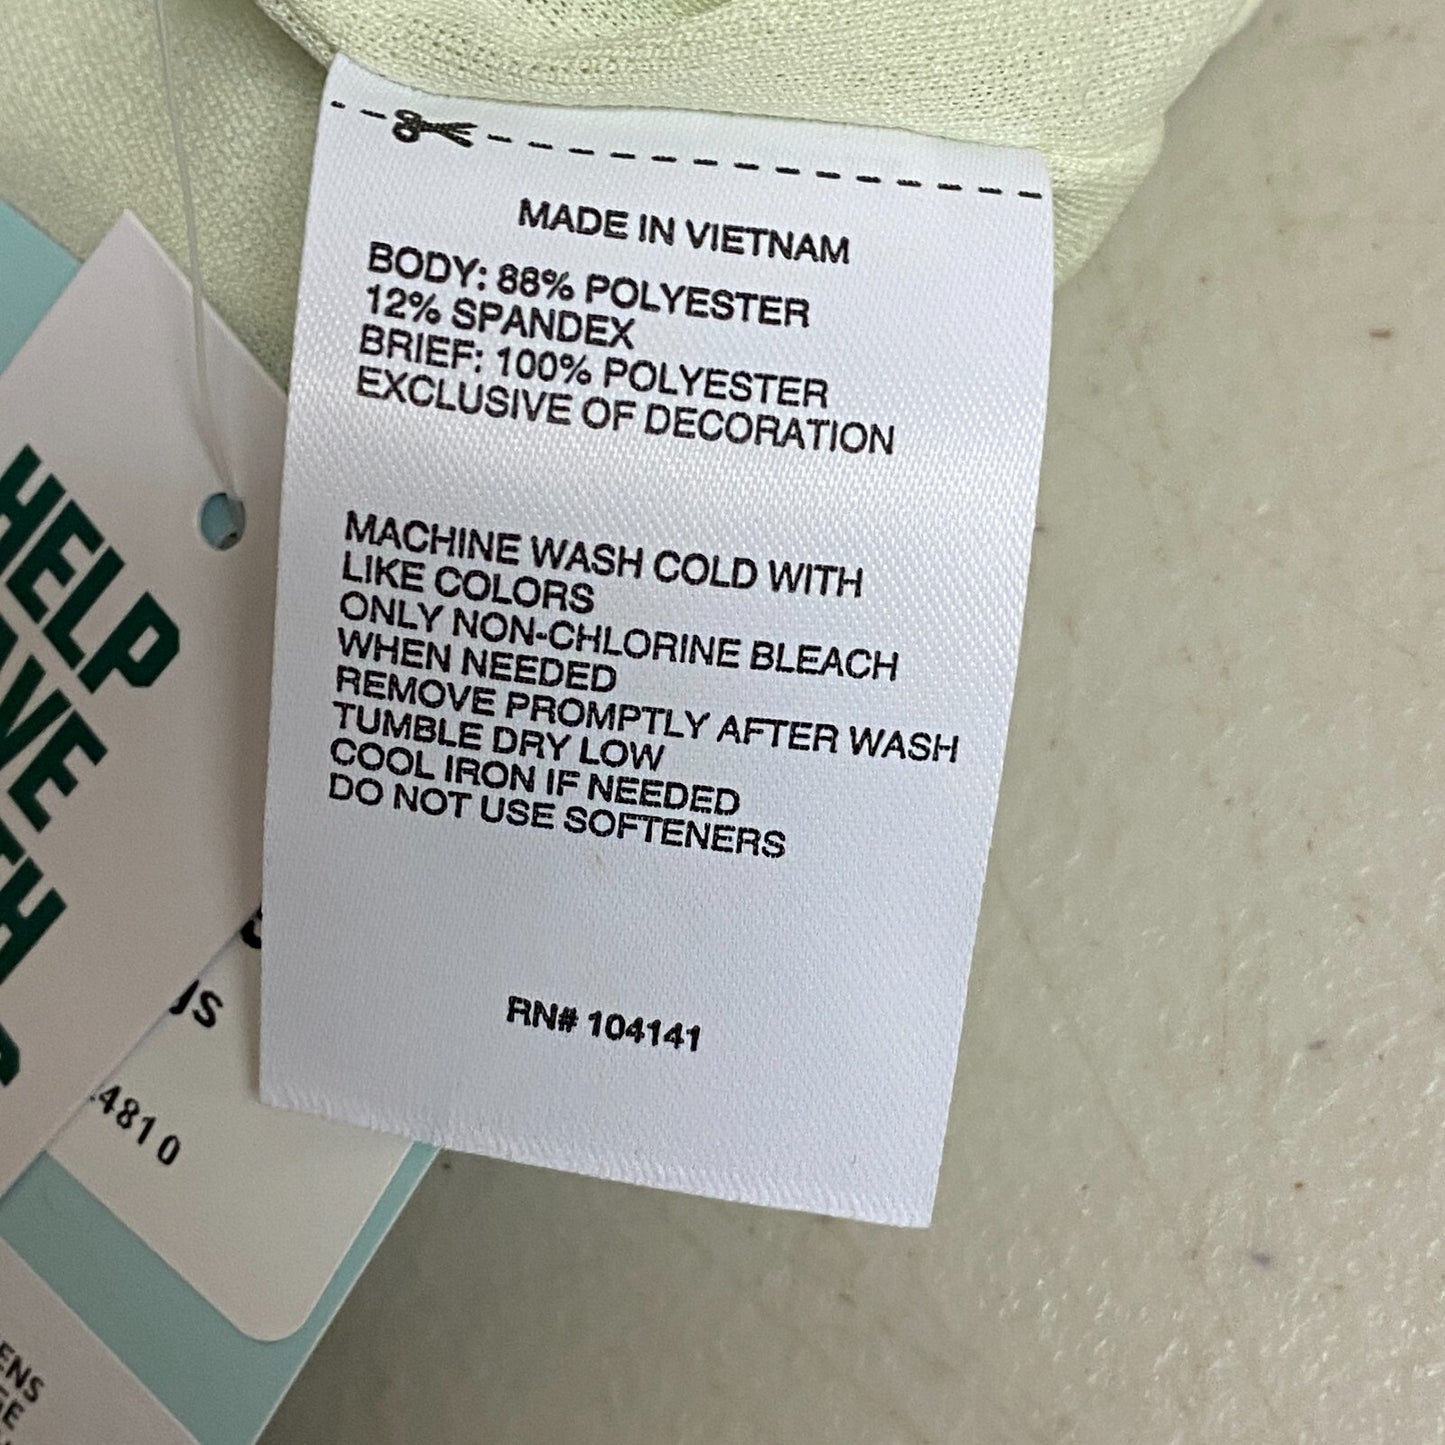 MADE IN VIETNAM
BODY: 88% POLYESTER
12% SPANDEX
BRIEF: 100% POLYESTER
EXCLUSIVE OF DECORATION
MACHINE WASH COLD WITH
LIKE COLORS
ONLY NON-CHLORINE BLEACH
WHEN NEEDED
REMOVE PROMPTLY AFTER WASH
TUMBLE DRY LOW
COOL IRON IF NEEDED
DO NOT USE SOFTENERS
RN# 104141
HELP
4810